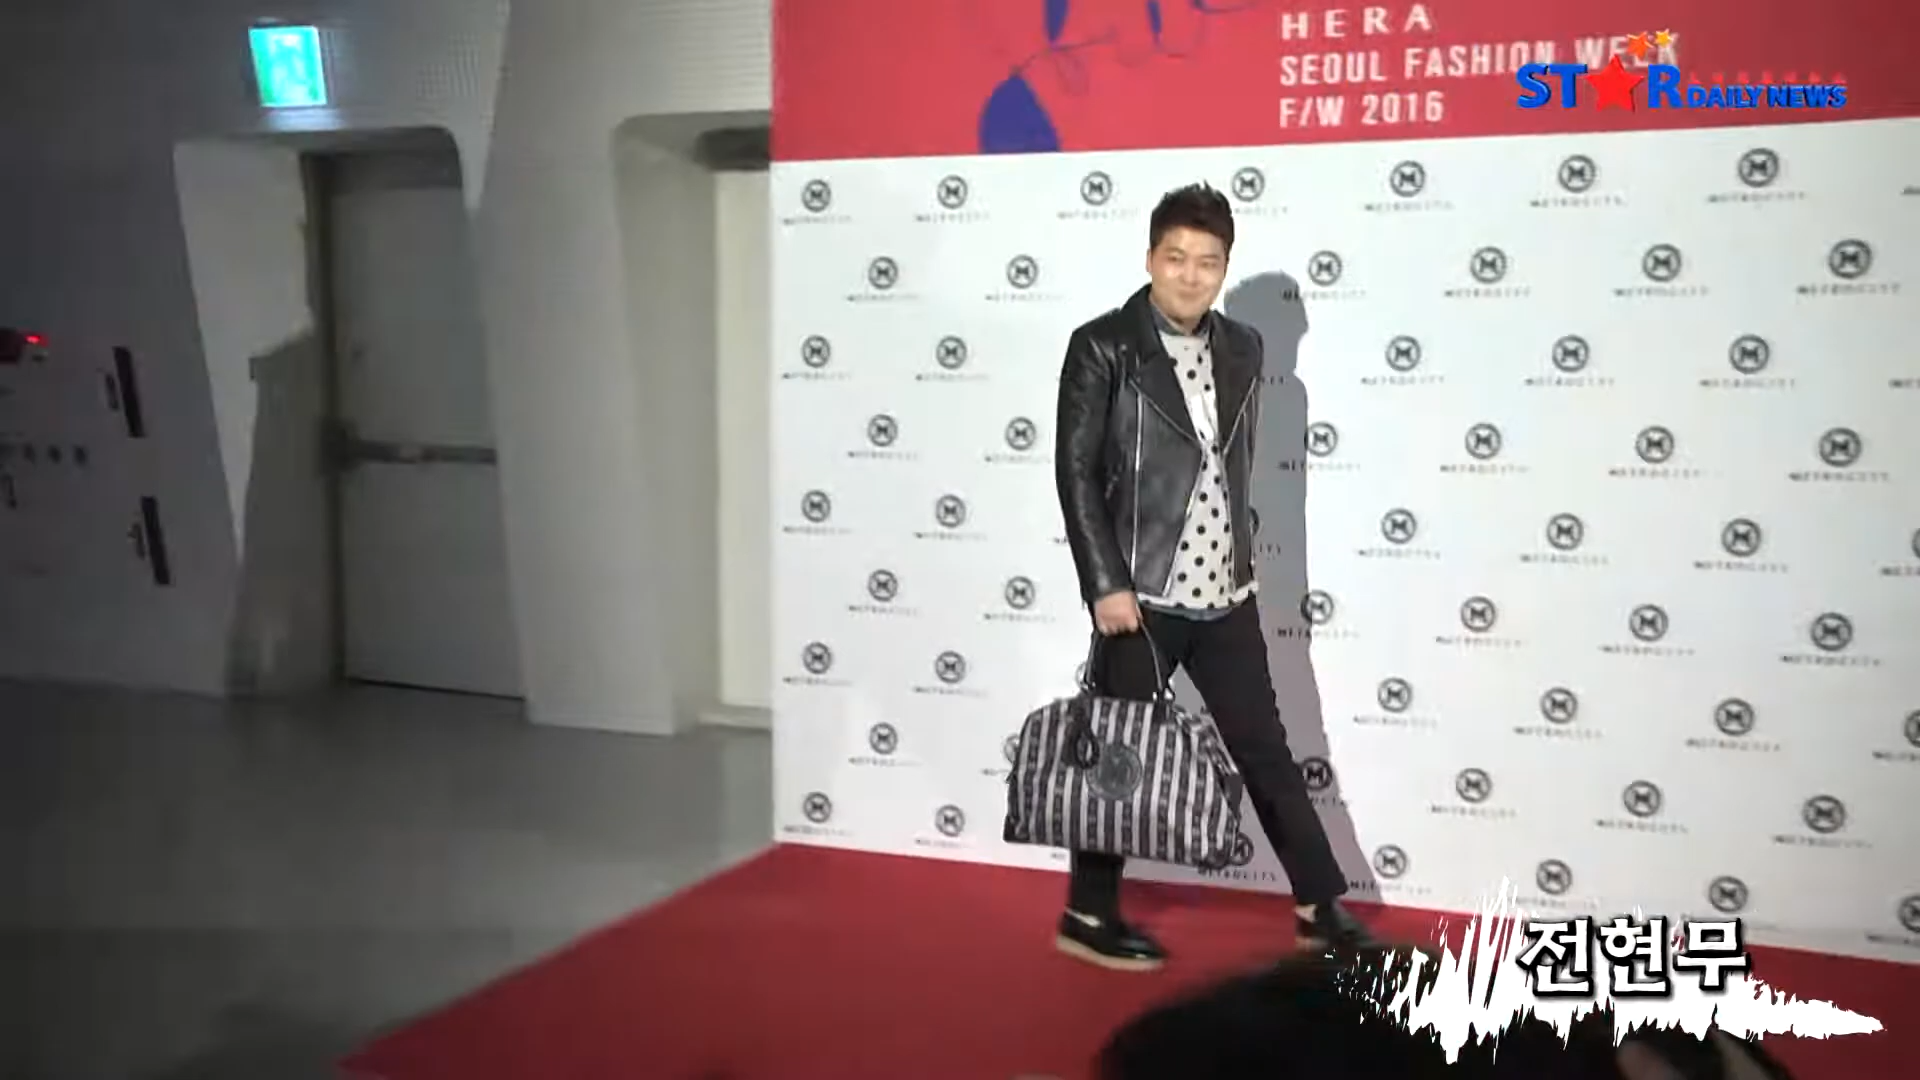 HERA
SEOUL FASHION WEEK
F/W 2016
STAR DAILY NEWS
METROCITY
전현무